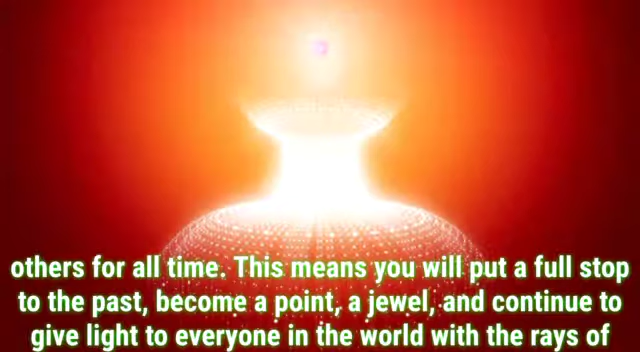 others for all time. This means you will put a full stop
to the past, become a point, a jewel, and continue to
give light to everyone in the world with the rays of